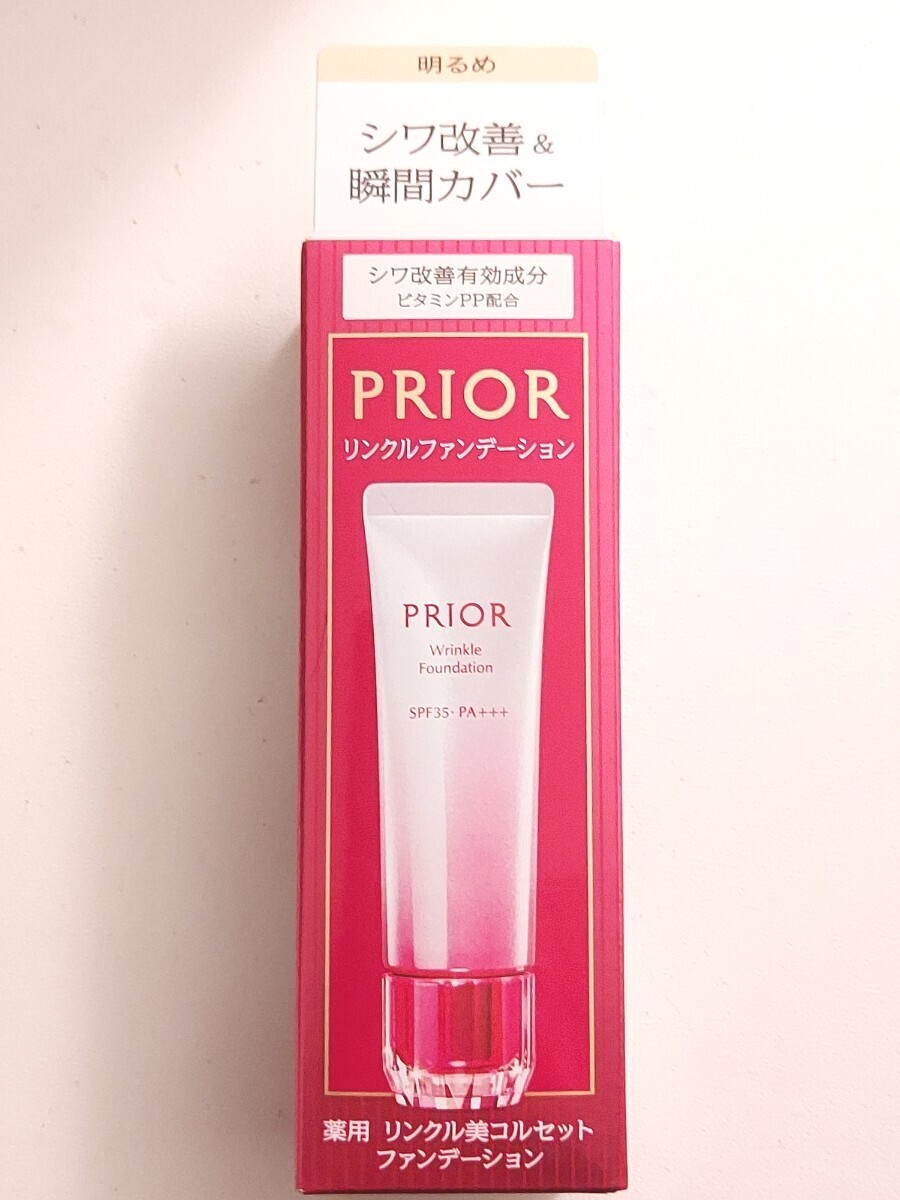 明るめ
シワ改善&
瞬間カバー
シワ改善有効成分
ビタミンPP配合
PRIOR
リンクルファンデーション
PRIOR
Wrinkle
Foundation
SPF35・PA+++
薬用 リンクル美コルセット
ファンデーション